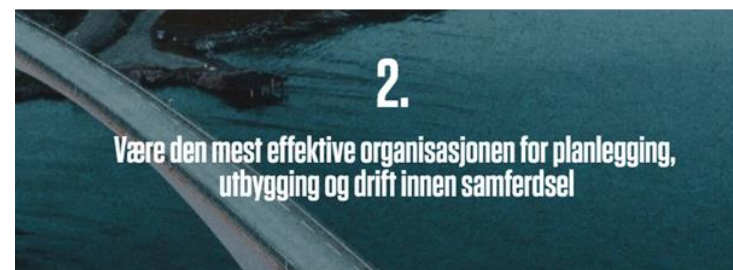 2.
Være den mest effektive organisasjonen for planlegging,
utbygging og drift innen samferdsel